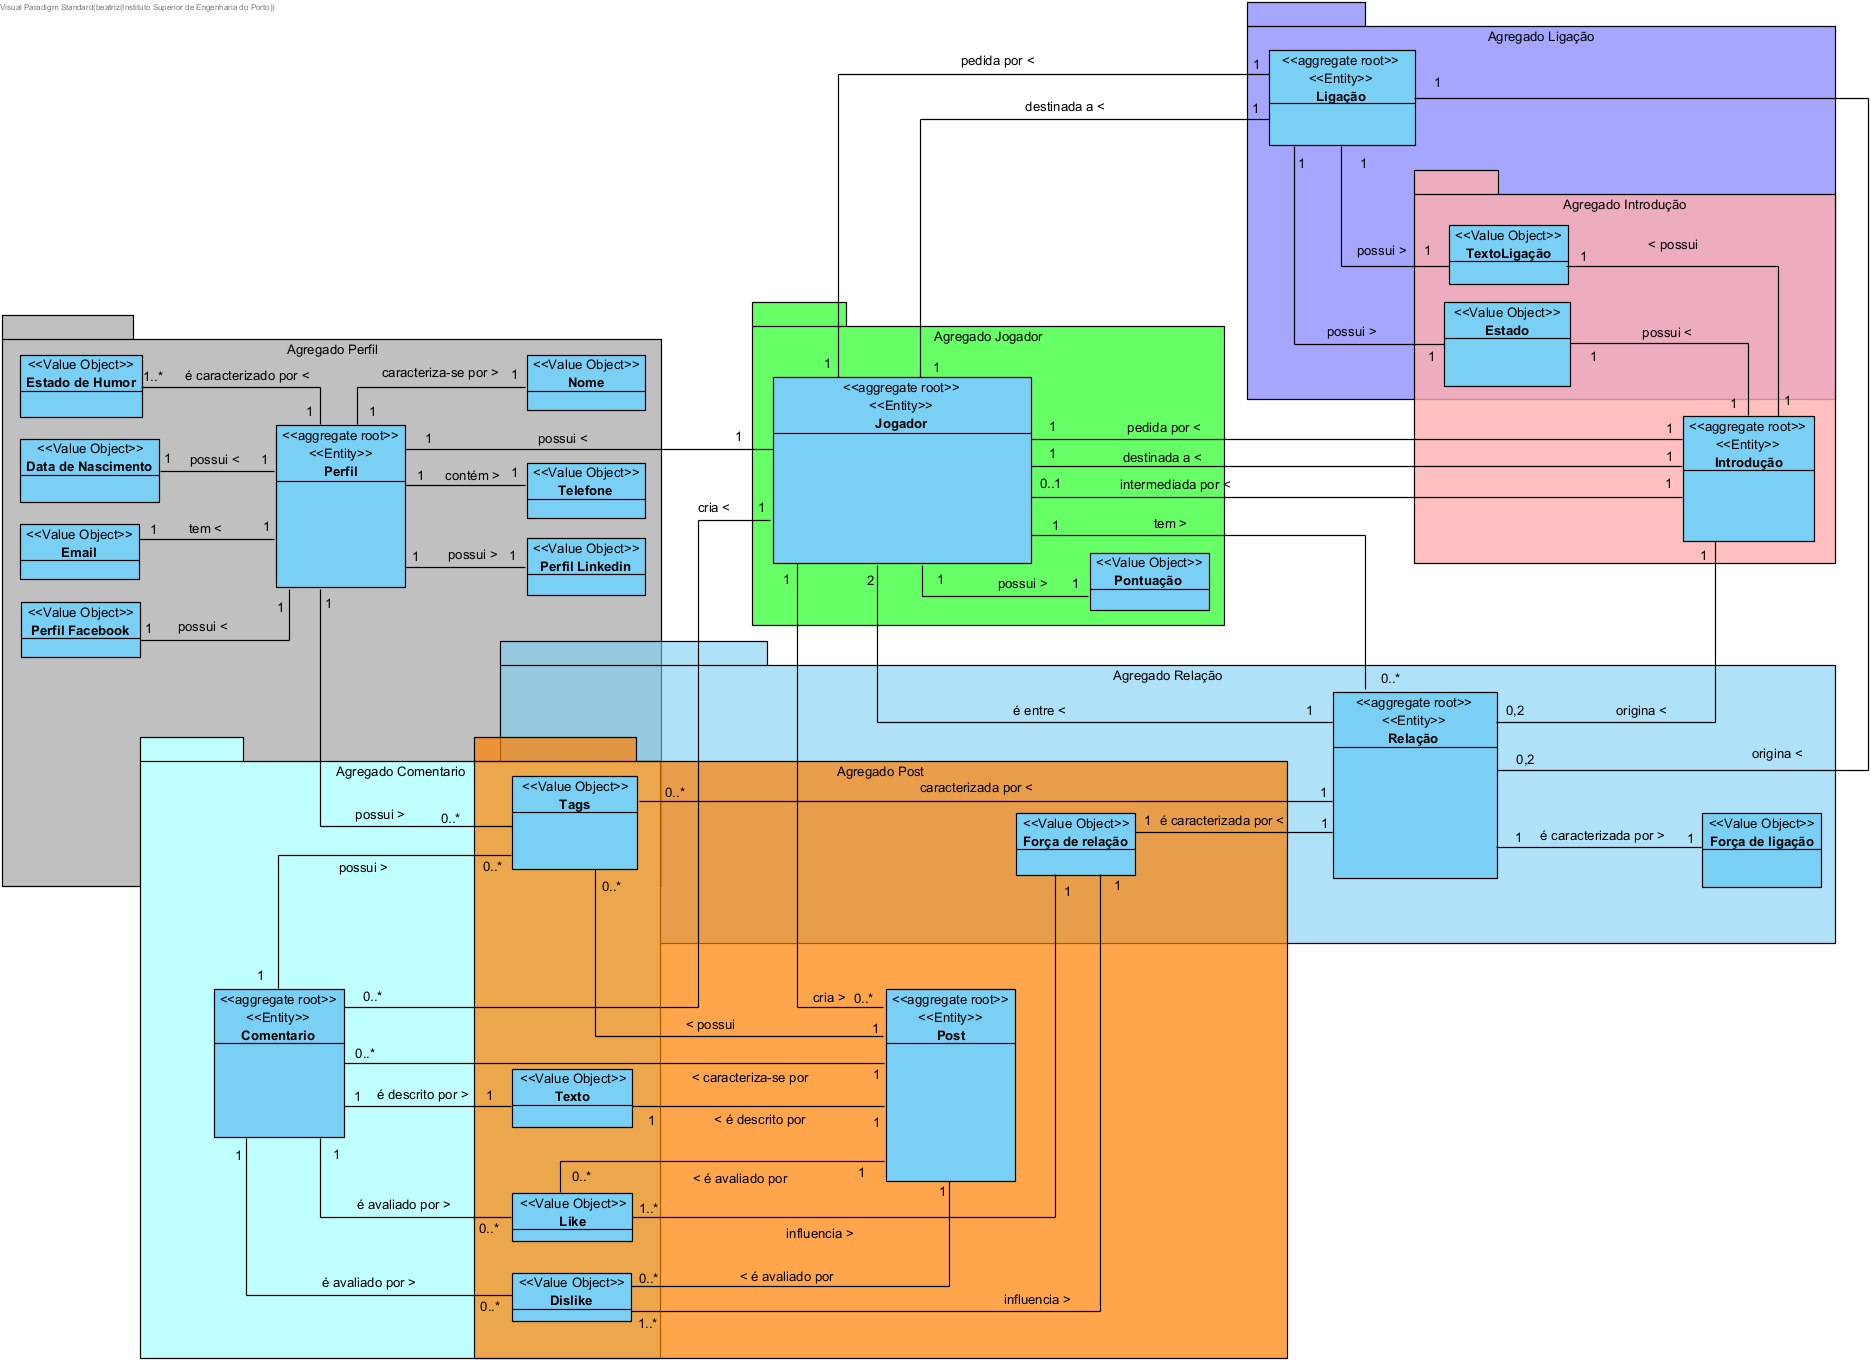 Visual Paradigm Standard(beatriz(Instituto Superior de Engenharia do Porto))
Agregado Ligação
<<aggregate root>>
<<Entity>>
Ligação
pedida por <
1
1
destinada a <
1
1
1
Agregado Introdução
<<Value Object>>
TextoLigação
possui >
1
1
< possui
<<Value Object>>
Estado
possui >
1
1
possui <
1
1
<<aggregate root>>
<<Entity>>
Introdução
Agregado Jogador
1
1
<<aggregate root>>
<<Entity>>
Jogador
1
pedida por <
1
1
destinada a <
1
0..1
intermediada por <
1
1
tem >
1
1
2
1
possui >
1
<<Value Object>>
Pontuação
Agregado Perfil
<<Value Object>>
Estado de Humor
1..*
é caracterizado por <
1
caracteriza-se por >
1
1
<<Value Object>>
Nome
<<aggregate root>>
<<Entity>>
Perfil
1
possui <
1
<<Value Object>>
Data de Nascimento
1
possui <
1
1
contém >
1
<<Value Object>>
Telefone
<<Value Object>>
Email
1
tem <
1
1
possui >
1
<<Value Object>>
Perfil Linkedin
<<Value Object>>
Perfil Facebook
1
possui <
1
1
cria <
1
Agregado Relação
0..*
<<aggregate root>>
<<Entity>>
Relação
é entre <
1
0,2
origina <
0,2
origina <
Agregado Comentario
Agregado Post
<<Value Object>>
Tags
0..*
caracterizada por <
1
possui >
0..*
<<Value Object>>
Força de relação
1
é caracterizada por <
1
1
é caracterizada por >
1
<<Value Object>>
Força de ligação
possui >
0..*
0..*
1
1
1
<<aggregate root>>
<<Entity>>
Comentario
0..*
cria >
0..*
<<aggregate root>>
<<Entity>>
Post
< possui
1
0..*
< caracteriza-se por
1
1
é descrito por >
1
<<Value Object>>
Texto
1
< é descrito por
1
1
1
0..*
< é avaliado por
1
1
é avaliado por >
0..*
<<Value Object>>
Like
1..*
influencia >
é avaliado por >
0..*
<<Value Object>>
Dislike
0..*
< é avaliado por
1..*
influencia >